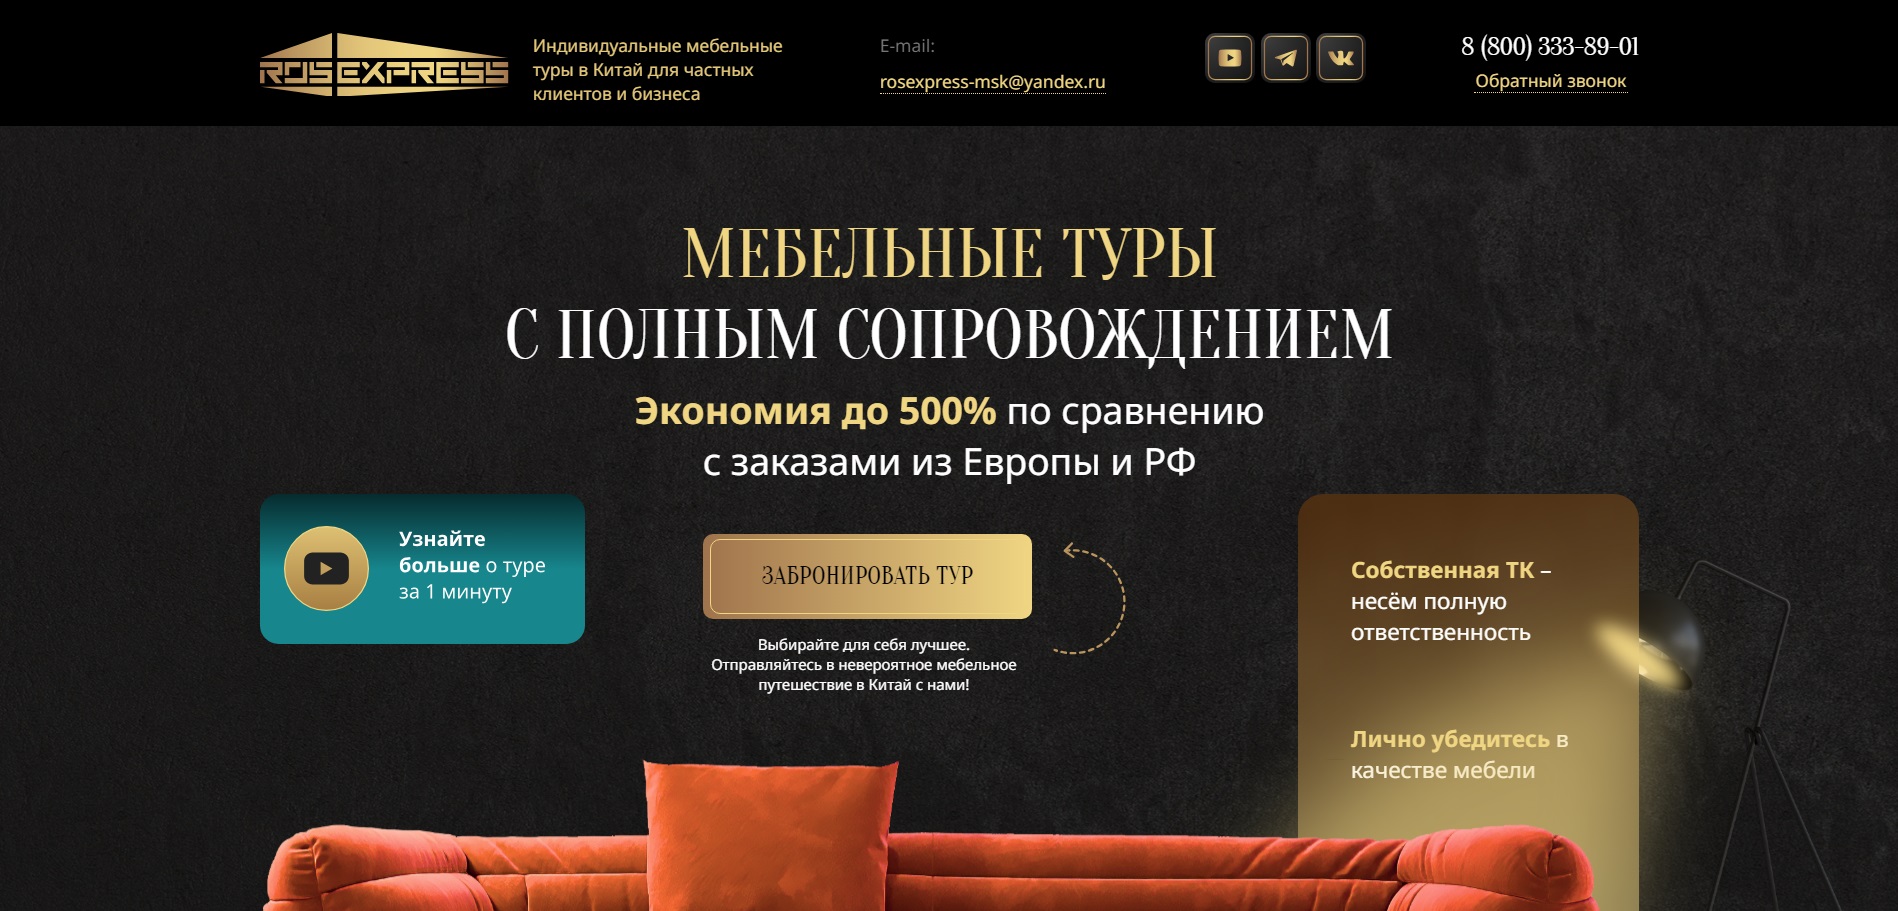 ROSEXPRESS
Индивидуальные мебельные
туры в Китай для частных
клиентов и бизнеса
E-mail:
rosexpress-msk@yandex.ru
8 (800) 333-89-01
Обратный звонок
МЕБЕЛЬНЫЕ ТУРЫ
С ПОЛНЫМ СОПРОВОЖДЕНИЕМ
Экономия до 500% по сравнению
с заказами из Европы и РФ
Узнайте
больше о туре
за 1 минуту
ЗАБРОНИРОВАТЬ ТУР
Выбирайте для себя лучшее.
Отправляйтесь в невероятное мебельное
путешествие в Китай с нами!
Собственная ТК –
несём полную
ответственность
Лично убедитесь в
качестве мебели